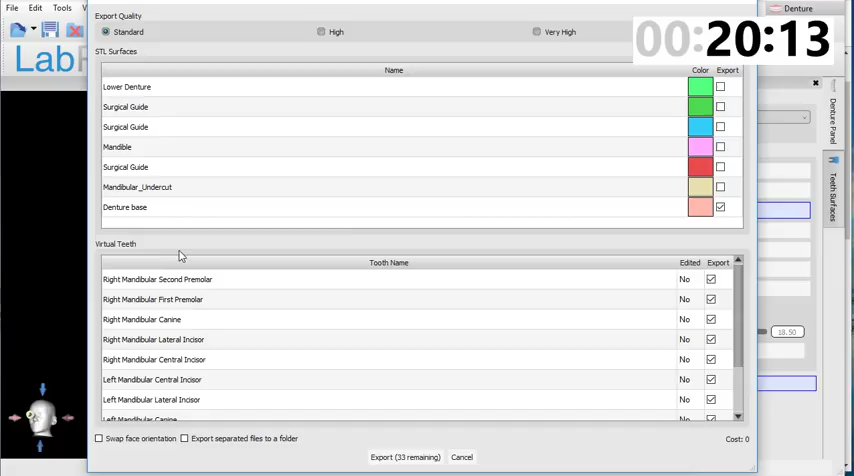 File Edit Tools
Denture
Export Quality
Standard High Very High
00:20:13
STL Surfaces
Name Color Export
Lower Denture
Surgical Guide
Surgical Guide
Mandible
Surgical Guide
Mandibular_Undercut
Denture base
Virtual Teeth
Tooth Name Edited Export
Right Mandibular Second Premolar No
Right Mandibular First Premolar No
Right Mandibular Canine No
Right Mandibular Lateral Incisor No
Right Mandibular Central Incisor No
Left Mandibular Central Incisor No
Left Mandibular Lateral Incisor No
Left Mandibular Canine
Swap face orientation Export separated files to a folder Cost: 0
Export (33 remaining) Cancel
Denture Panel
Teeth Surfaces
18.50